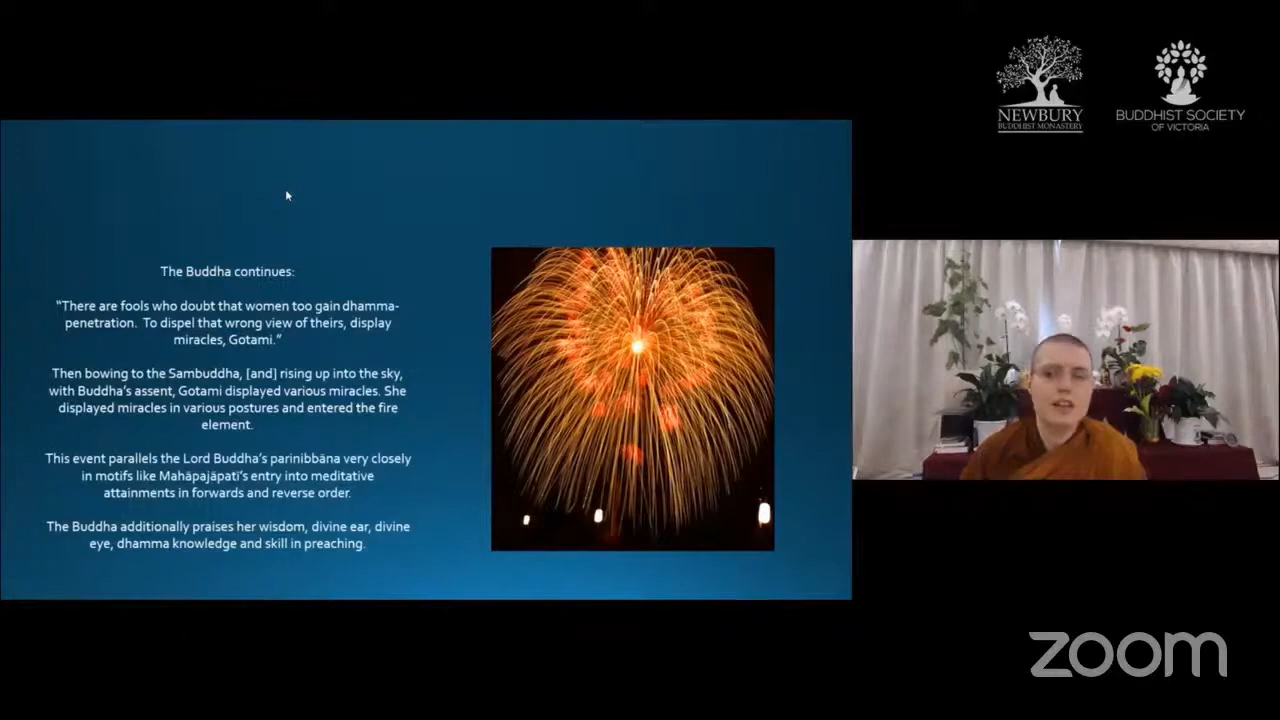 NEWBURY
BUDDHIST MONASTERY
BUDDHIST SOCIETY
OF VICTORIA
The Buddha continues:
“There are fools who doubt that women too gain dhamma-
penetration. To dispel that wrong view of theirs, display
miracles, Gotami.”
Then bowing to the Sambuddha, [and] rising up into the sky,
with Buddha’s assent, Gotami displayed various miracles. She
displayed miracles in various postures and entered the fire
element.
This event parallels the Lord Buddha’s parinibbāna very closely
in motifs like Mahāpajāpatī’s entry into meditative
attainments in forwards and reverse order.
The Buddha additionally praises her wisdom, divine ear, divine
eye, dhamma knowledge and skill in preaching.
zoom